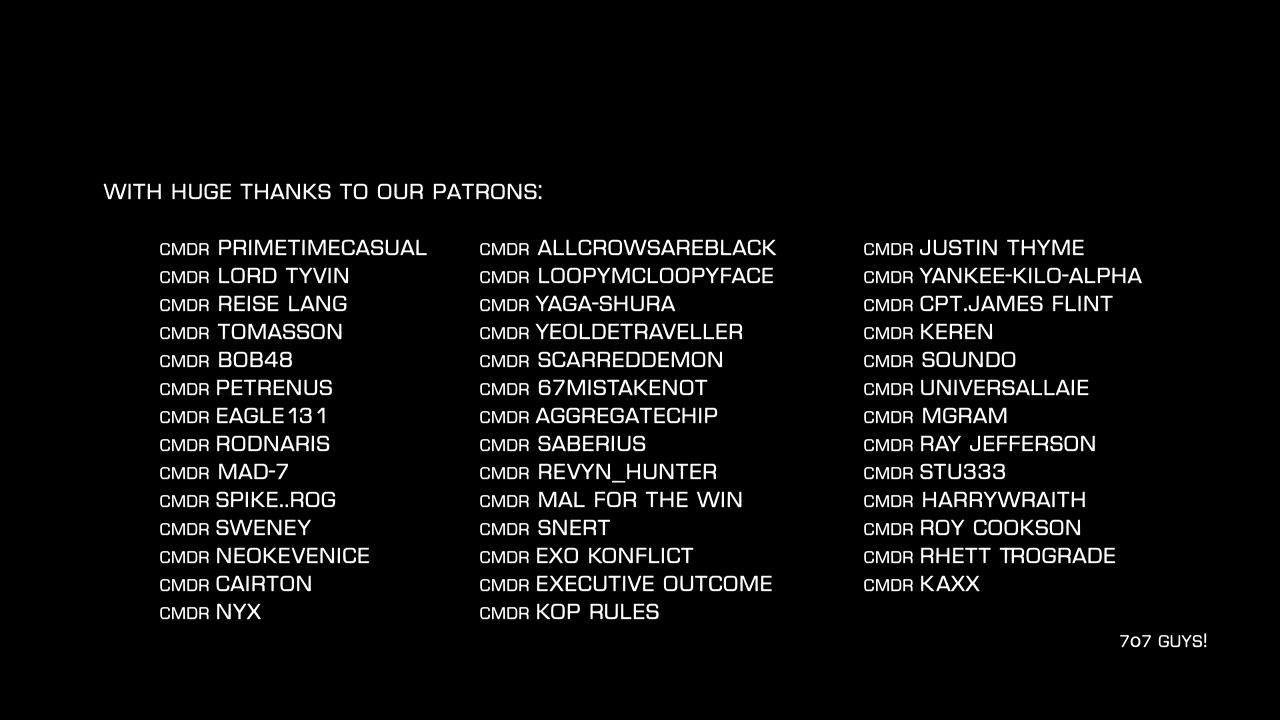 WITH HUGE THANKS TO OUR PATRONS:
CMDR PRIMETIMECASUAL
CMDR LORD TYVIN
CMDR REISE LANG
CMDR TOMASSON
CMDR BOB48
CMDR PETRENUS
CMDR EAGLE131
CMDR RODNARIS
CMDR MAD-7
CMDR SPIKE..ROG
CMDR SWENEY
CMDR NEOKEVENICE
CMDR CAIRTON
CMDR NYX
CMDR ALLCROWSAREBLACK
CMDR LOOPYMCLOOPYFACE
CMDR YAGA-SHURA
CMDR YEOLDETRAVELLER
CMDR SCARREDDEMON
CMDR 67MISTAKENOT
CMDR AGGREGATECHIP
CMDR SABERIUS
CMDR REVYN_HUNTER
CMDR MAL FOR THE WIN
CMDR SNERT
CMDR EXO KONFLICT
CMDR EXECUTIVE OUTCOME
CMDR KOP RULES
CMDR JUSTIN THYME
CMDR YANKEE-KILO-ALPHA
CMDR CPT.JAMES FLINT
CMDR KEREN
CMDR SOUNDO
CMDR UNIVERSALLAIE
CMDR MGRAM
CMDR RAY JEFFERSON
CMDR STU333
CMDR HARRYWRAITH
CMDR ROY COOKSON
CMDR RHETT TROGRADE
CMDR KAXX
7o7 GUYS!